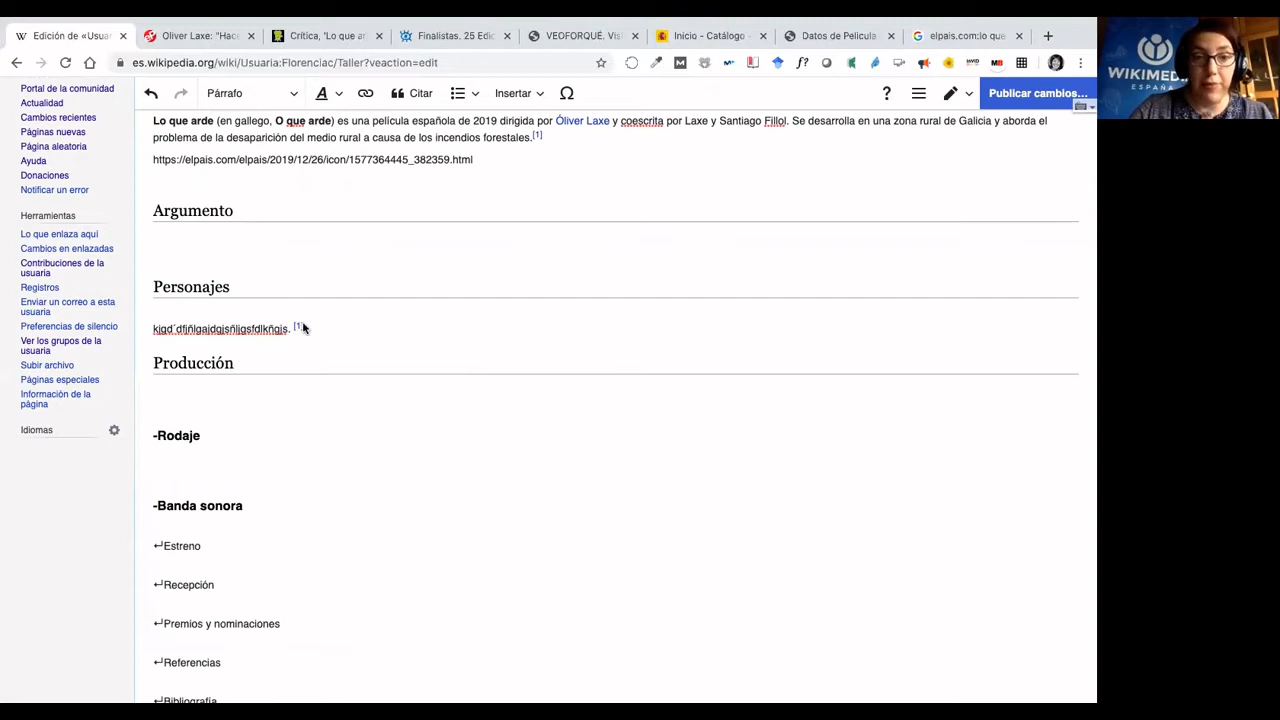 Edición de «Usuar
Oliver Laxe: "Hace
Crítica, 'Lo que ar
Finalistas. 25 Edic
VEOFORQUÉ. Visi
Inicio - Catálogo -
Datos de Película -
elpais.com:lo que
es.wikipedia.org/wiki/Usuaria:Florenciac/Taller?veaction=edit
Párrafo
A
Citar
Insertar
Ω
?
Publicar cambios...
WIKIMEDIA
ESPAÑA
Portal de la comunidad
Actualidad
Cambios recientes
Páginas nuevas
Página aleatoria
Ayuda
Donaciones
Notificar un error
Herramientas
Lo que enlaza aquí
Cambios en enlazadas
Contribuciones de la
usuaria
Registros
Enviar un correo a esta
usuaria
Preferencias de silencio
Ver los grupos de la
usuaria
Subir archivo
Páginas especiales
Información de la
página
Idiomas
Lo que arde (en gallego, O que arde) es una película española de 2019 dirigida por Óliver Laxe y coescrita por Laxe y Santiago Fillol. Se desarrolla en una zona rural de Galicia y aborda el
problema de la desaparición del medio rural a causa de los incendios forestales.[1]
https://elpais.com/elpais/2019/12/26/icon/1577364445_382359.html
Argumento
Personajes
[1]
Producción
-Rodaje
-Banda sonora
↵Estreno
↵Recepción
↵Premios y nominaciones
↵Referencias
↵Bibliografía